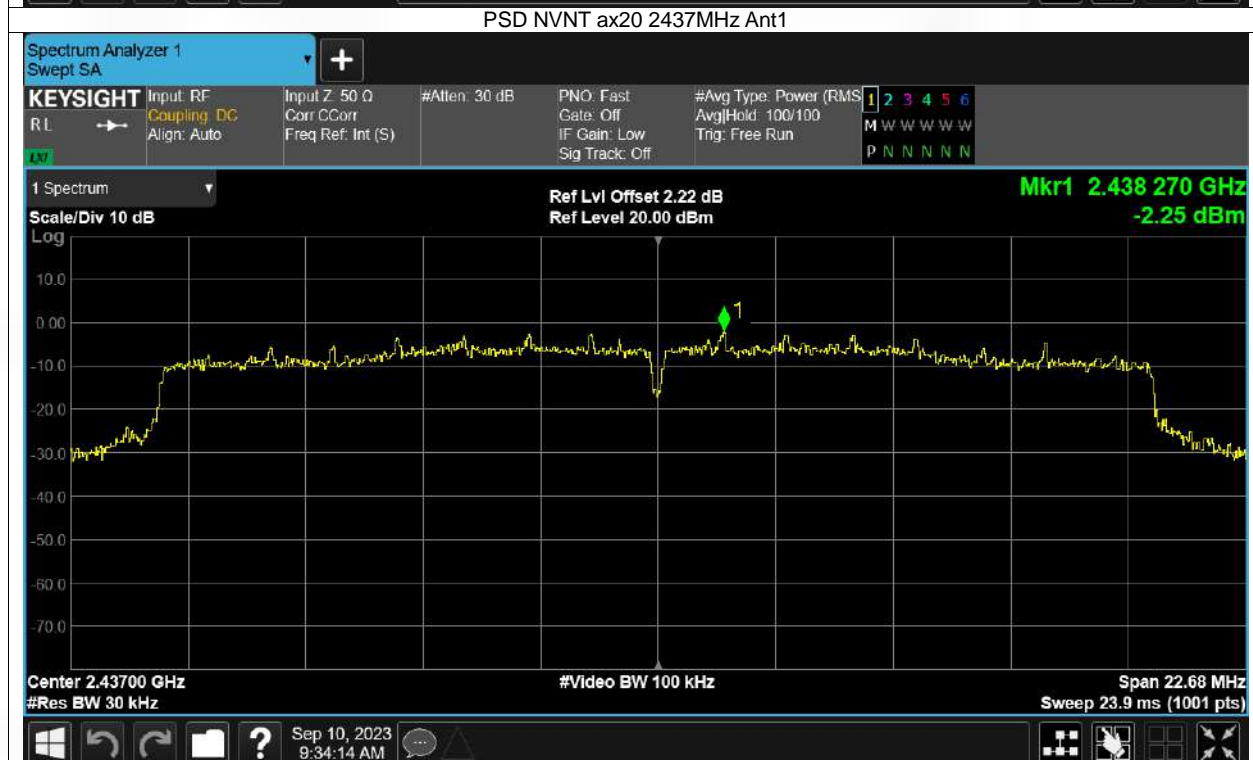 PSD NVNT ax20 2437MHz Ant1
Spectrum Analyzer 1
Swept SA
+
KEYSIGHT
RL
LXI
Input: RF
Coupling: DC
Align: Auto
Input Z: 50 Ω
Corr CCorr
Freq Ref: Int (S)
#Atten: 30 dB
PNO: Fast
Gate: Off
IF Gain: Low
Sig Track: Off
#Avg Type: Power (RMS
Avg|Hold: 100/100
Trig: Free Run
1 2 3 4 5 6
M W W W W W
P N N N N N
1 Spectrum
Scale/Div 10 dB
Log
Ref Lvl Offset 2.22 dB
Ref Level 20.00 dBm
Mkr1 2.438 270 GHz
-2.25 dBm
1
10.0
0.00
-10.0
-20.0
-30.0
-40.0
-50.0
-60.0
-70.0
Center 2.43700 GHz
#Res BW 30 kHz
#Video BW 100 kHz
Span 22.68 MHz
Sweep 23.9 ms (1001 pts)
?
Sep 10, 2023
9:34:14 AM